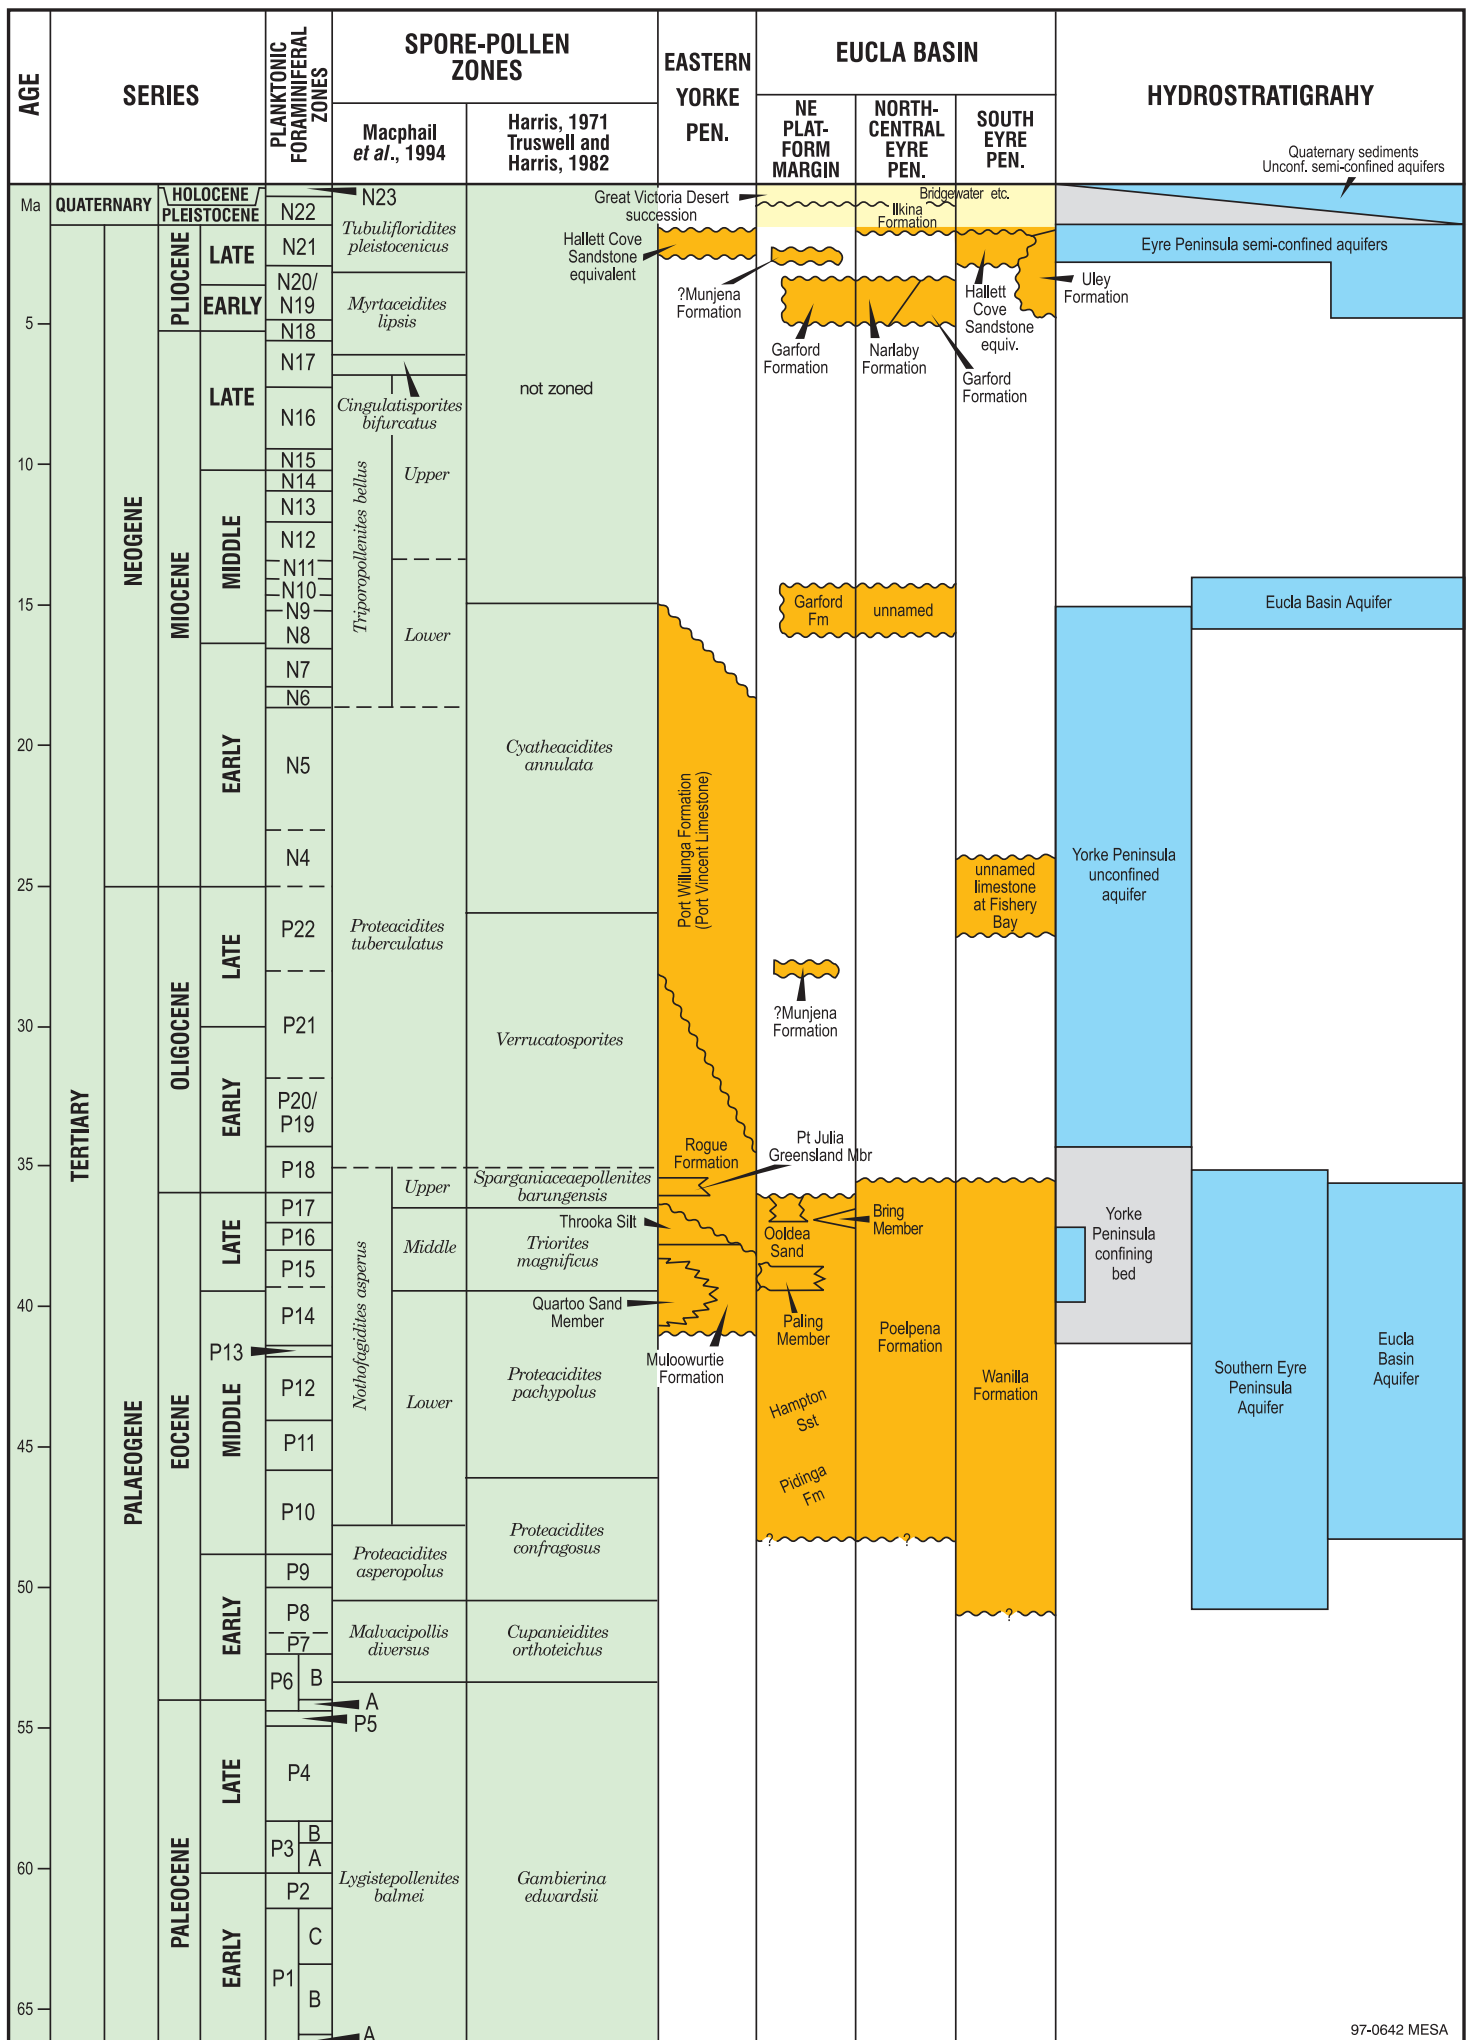 AGE
SERIES
PLANKTONIC
FORAMINIFERAL
ZONES
SPORE-POLLEN
ZONES
Macphail
et al., 1994
Harris, 1971
Truswell and
Harris, 1982
EASTERN
YORKE
PEN.
EUCLA BASIN
NE
PLAT-
FORM
MARGIN
NORTH-
CENTRAL
EYRE
PEN.
SOUTH
EYRE
PEN.
HYDROSTRATIGRAHY
Quaternary sediments
Unconf. semi-confined aquifers
Ma
5
10
15
20
25
30
35
40
45
50
55
60
65
QUATERNARY
TERTIARY
NEOGENE
PALAEOGENE
HOLOCENE
PLEISTOCENE
PLIOCENE
MIOCENE
OLIGOCENE
EOCENE
PALEOCENE
LATE
EARLY
LATE
MIDDLE
EARLY
LATE
EARLY
LATE
MIDDLE
EARLY
LATE
EARLY
N23
N22
N21
N20/
N19
N18
N17
N16
N15
N14
N13
N12
N11
N10
N9
N8
N7
N6
N5
N4
P22
P21
P20/
P19
P18
P17
P16
P15
P14
P13
P12
P11
P10
P9
P8
P7
P6
B
A
P5
P4
P3
B
A
P2
P1
C
B
A
Tubulifloridites
pleistocenicus
Myrtaceidites
lipsis
Cingulatisporites
bifurcatus
Triporopollenites bellus
Upper
Lower
Proteacidites
tuberculatus
Nothofagidites asperus
Upper
Middle
Lower
Proteacidites
asperopolus
Malvacipollis
diversus
Lygistepollenites
balmei
not zoned
Cyatheacidites
annulata
Verrucatosporites
Sparganiaceaepollenites
barungensis
Triorites
magnificus
Proteacidites
pachypolus
Proteacidites
confragosus
Cupanieidites
orthoteichus
Gambierina
edwardsii
Hallett Cove
Sandstone
equivalent
Port Willunga Formation
(Port Vincent Limestone)
Rogue
Formation
Pt Julia
Greensland Mbr
Throoka Silt
Quartoo Sand
Member
Muloowurtie
Formation
Great Victoria Desert
succession
?Munjena
Formation
Garford
Formation
Garford
Fm
?Munjena
Formation
Ooldea
Sand
Bring
Member
Paling
Member
Hampton
Sst
Pidinga
Fm
?
Bridgewater etc.
Ilkina
Formation
Narlaby
Formation
Garford
Formation
unnamed
Poelpena
Formation
?
Hallett
Cove
Sandstone
equiv.
Uley
Formation
unnamed
limestone
at Fishery
Bay
Wanilla
Formation
?
Eyre Peninsula semi-confined aquifers
Eucla Basin Aquifer
Yorke Peninsula
unconfined
aquifer
Yorke
Peninsula
confining
bed
Southern Eyre
Peninsula
Aquifer
Eucla
Basin
Aquifer
97-0642 MESA